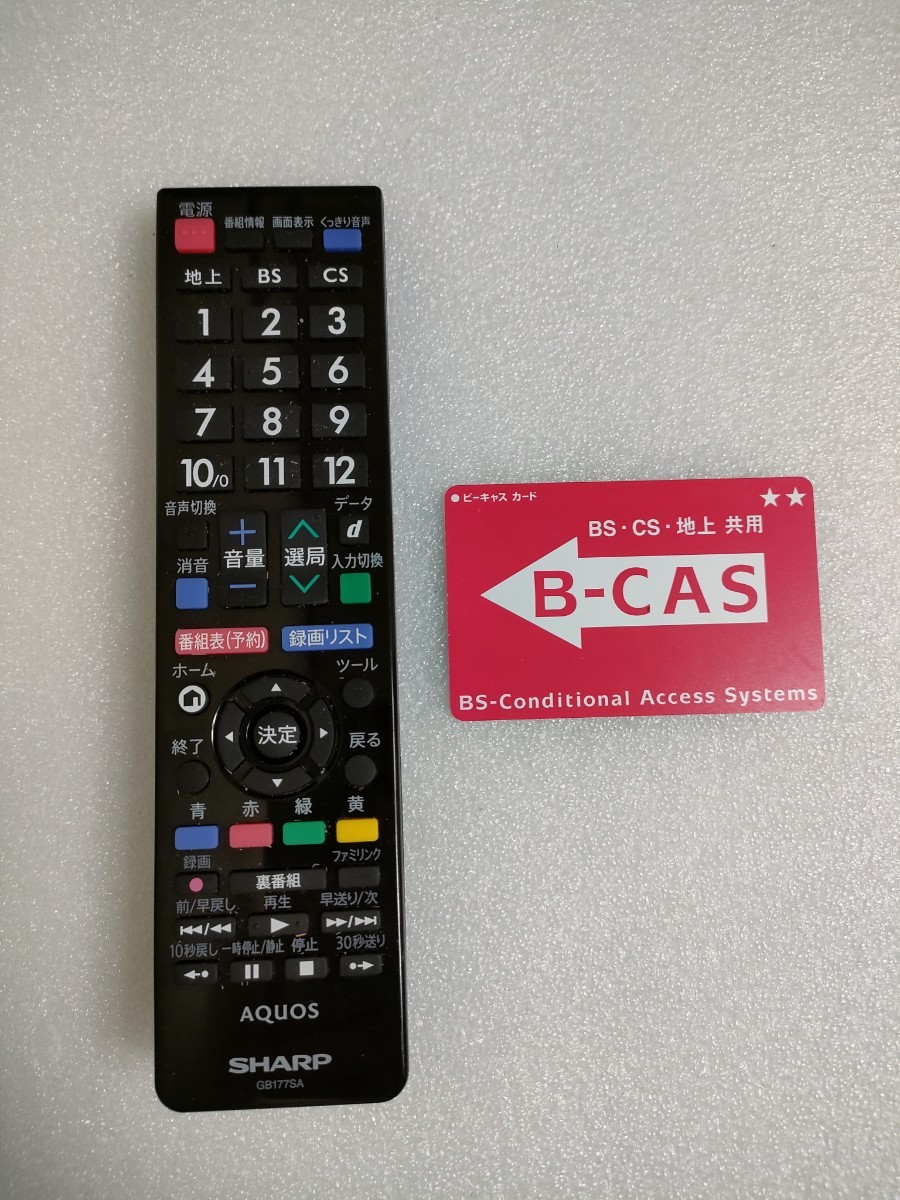 電源
番組情報 画面表示 くっきり音声
地上 BS CS
1 2 3
4 5 6
7 8 9
10/0 11 12
音声切換 データ
+ d
音量 選局
消音 入力切換
番組表(予約) 録画リスト
ホーム ツール
決定
終了 戻る
青 赤 緑 黄
録画 ファミリンク
裏番組
前/早戻し 再生 早送り/次
10秒戻し 一時停止/静止 停止 30秒送り
AQUOS
SHARP
GB177SA
ビーキャス カード
BS・CS・地上 共用
B-CAS
BS-Conditional Access Systems